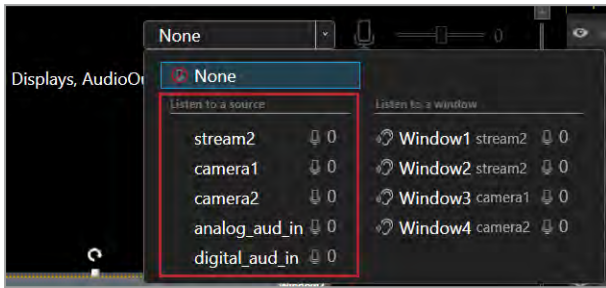 None
0
Displays, AudioOu
None
Listen to a source
Listen to a window
stream2 0
Window1 stream2 0
camera1 0
Window2 stream2 0
camera2 0
Window3 camera1 0
analog_aud_in 0
Window4 camera2 0
digital_aud_in 0